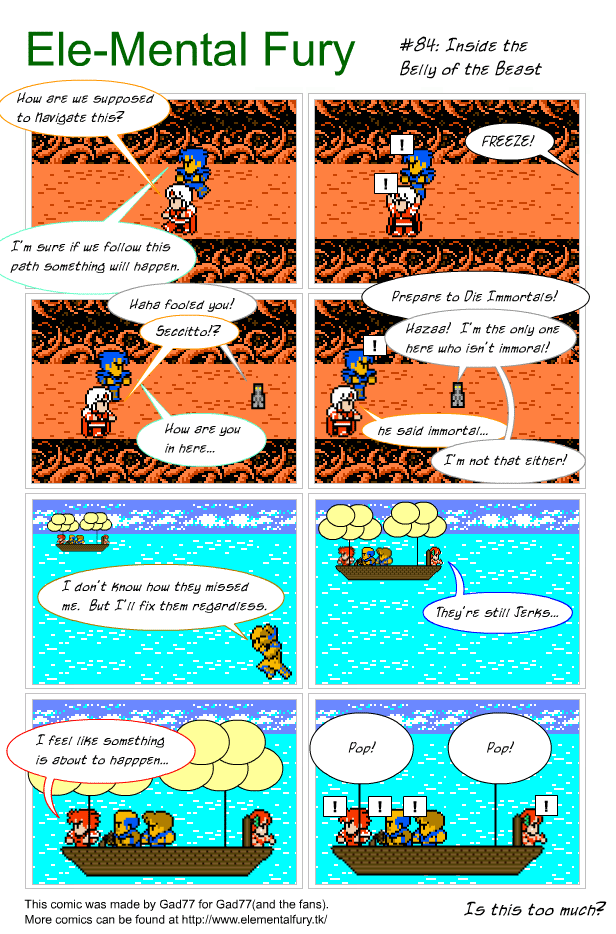 Ele-Mental Fury
#84: Inside the
Belly of the Beast
How are we supposed
to Navigate this?
I'm sure if we follow this
path something will happen.
FREEZE!
!
!
Haha fooled you!
Seccitto!?
How are you
in here...
Prepare to Die Immortals!
Hazaa! I'm the only one
here who isn't immoral!
!
he said immortal...
I'm not that either!
I don't know how they missed
me. But I'll fix them regardless.
They're still Jerks...
I feel like something
is about to happpen...
Pop!
Pop!
!
!
!
!
This comic was made by Gad77 for Gad77(and the fans).
More comics can be found at http://www.elementalfury.tk/
Is this too much?